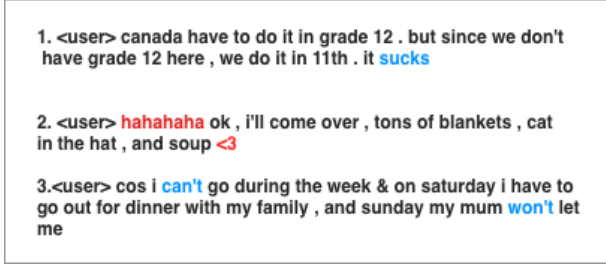 1. <user> canada have to do it in grade 12 . but since we don't
have grade 12 here , we do it in 11th . it sucks
2. <user> hahahaha ok , i'll come over , tons of blankets , cat
in the hat , and soup <3
3.<user> cos i can't go during the week & on saturday i have to
go out for dinner with my family , and sunday my mum won't let
me